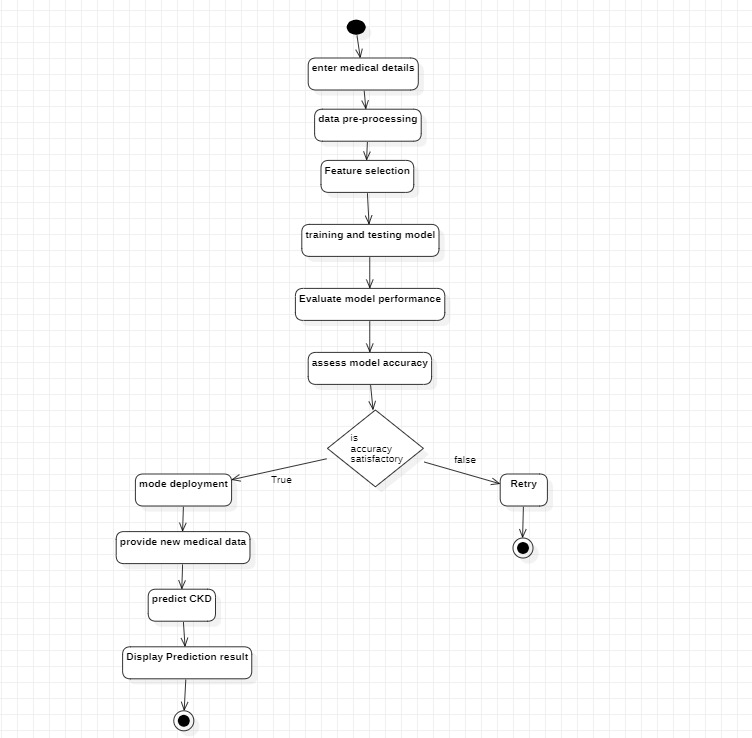 enter medical details
data pre-processing
Feature selection
training and testing model
Evaluate model performance
assess model accuracy
is
accuracy
satisfactory
True
false
mode deployment
Retry
provide new medical data
predict CKD
Display Prediction result